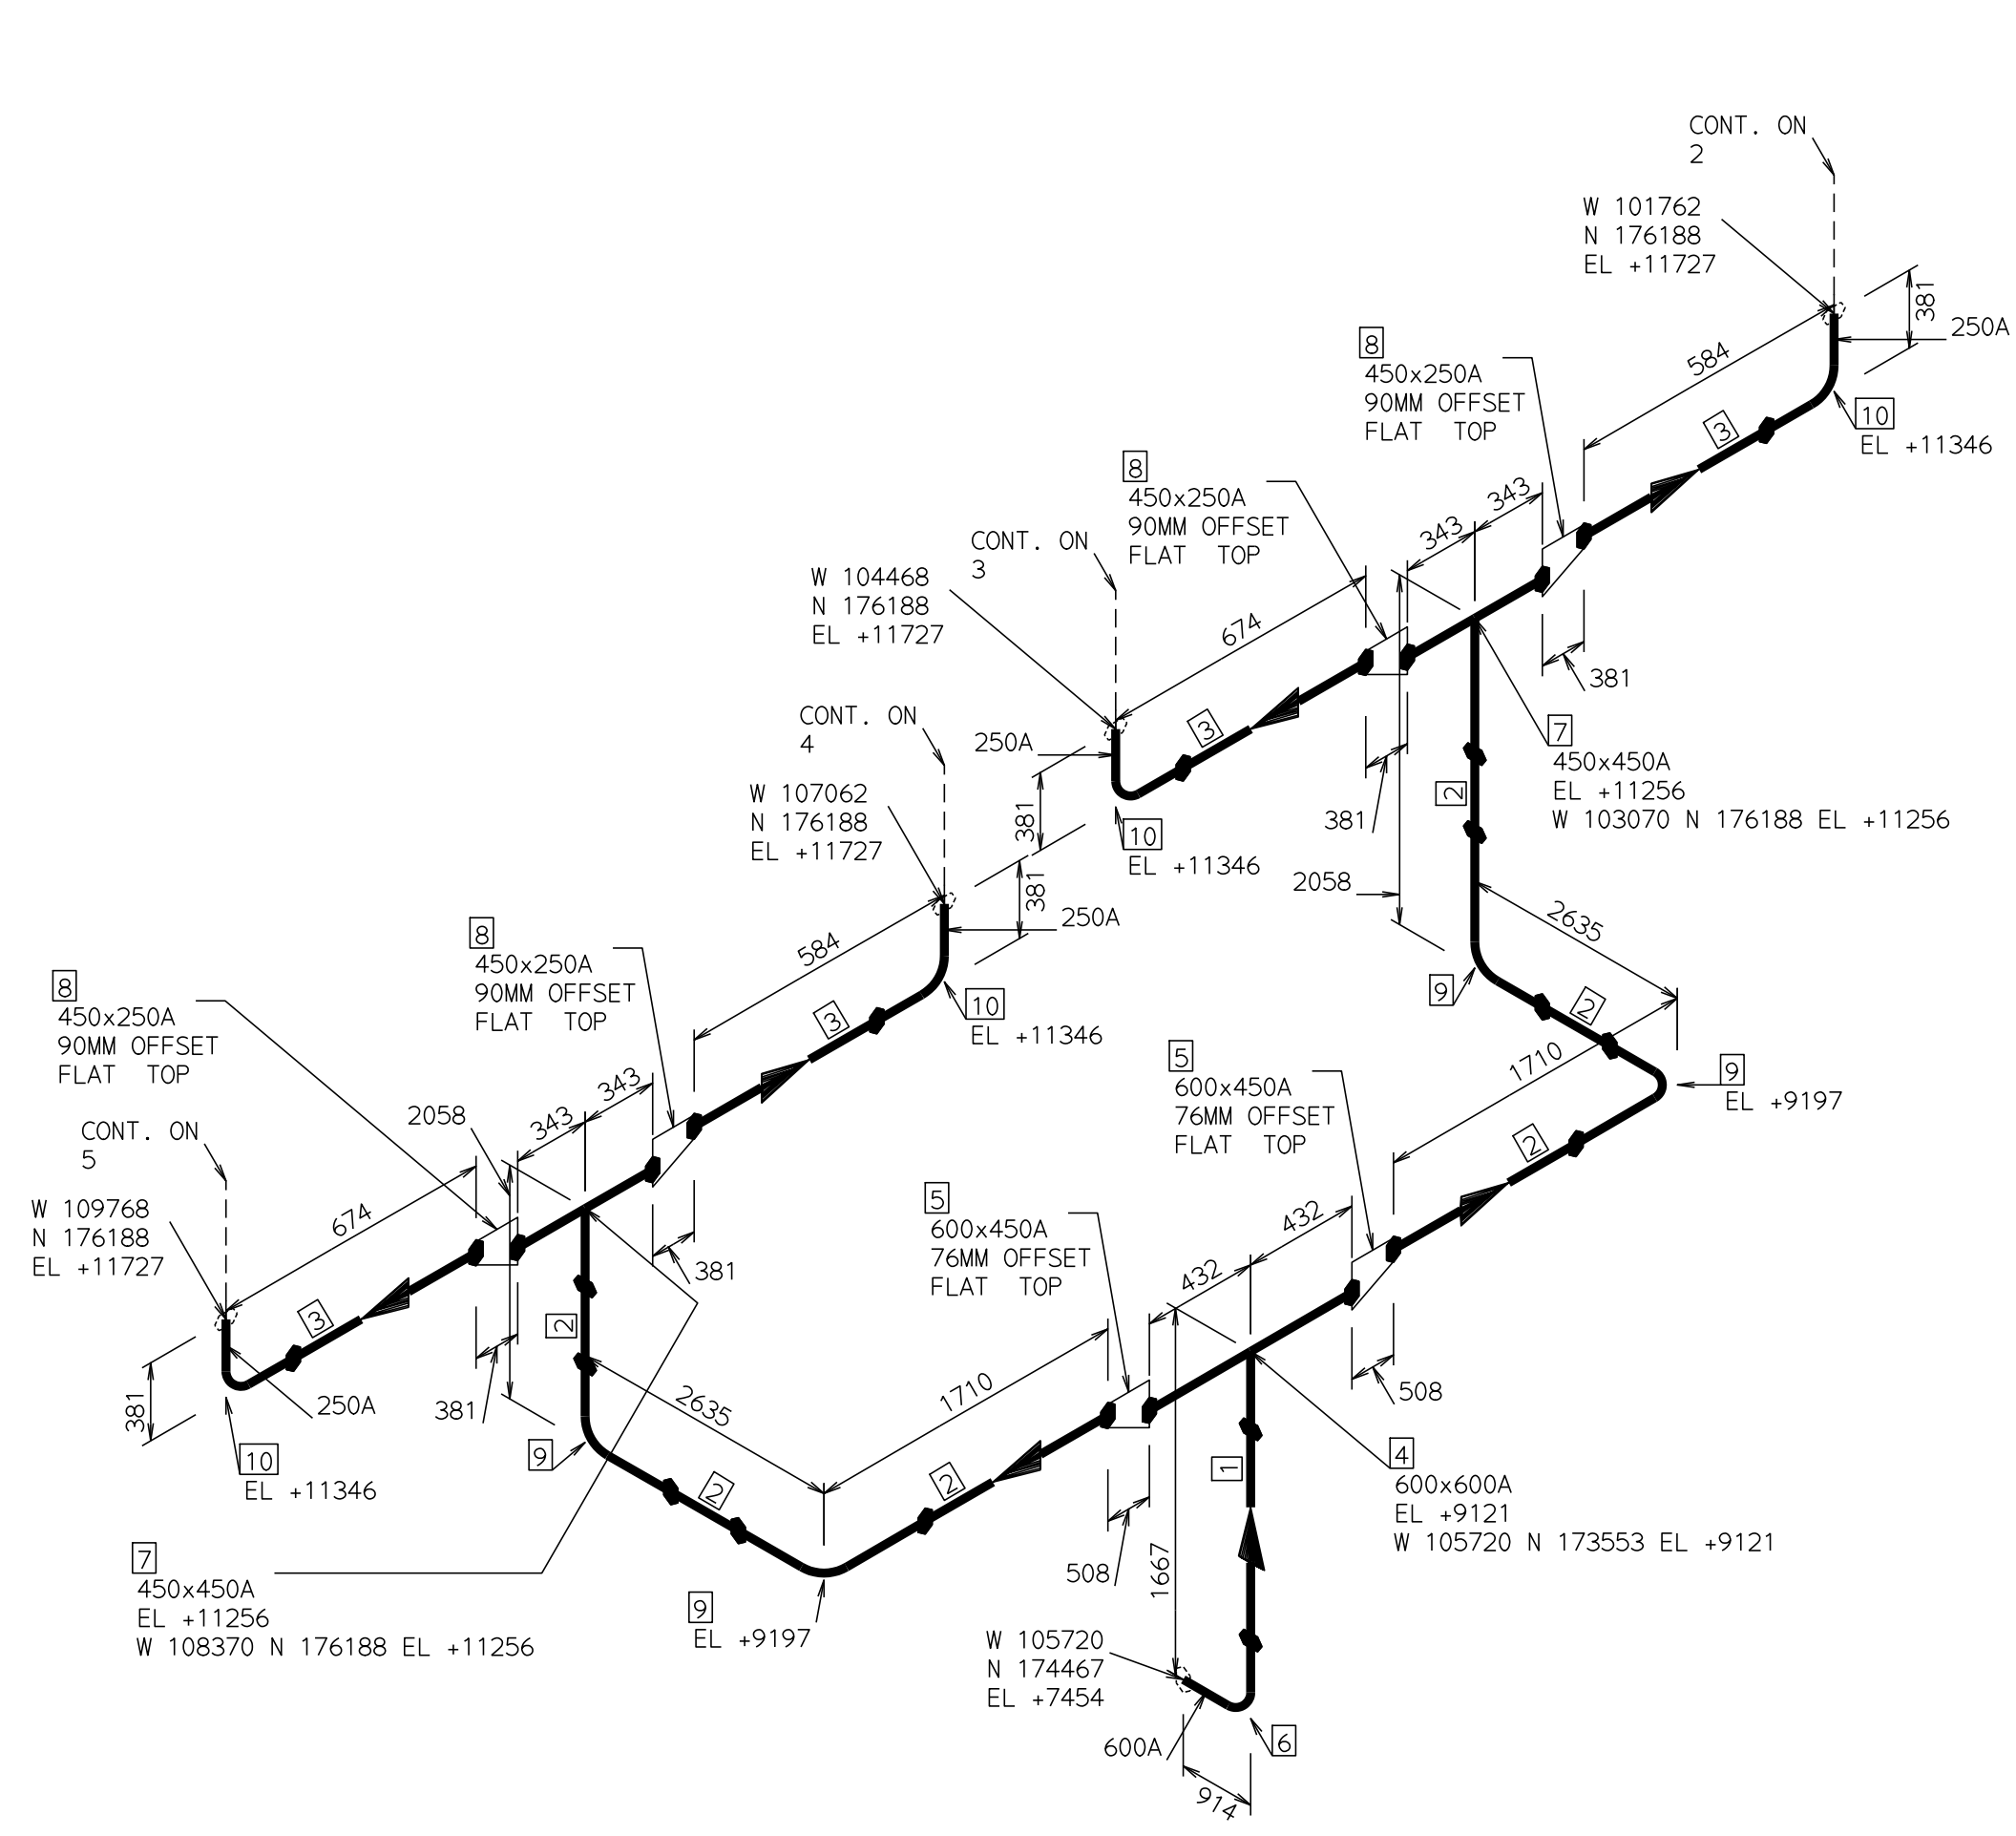 CONT. ON
2
W 101762
N 176188
EL +11727
381
250A
584
8
450x250A
90MM OFFSET
FLAT TOP
3
10
EL +11346
8
450x250A
90MM OFFSET
FLAT TOP
343
343
CONT. ON
3
W 104468
N 176188
EL +11727
674
381
3
250A
7
450x450A
EL +11256
W 103070 N 176188 EL +11256
CONT. ON
4
W 107062
N 176188
EL +11727
381
381
10
EL +11346
2
2058
2635
381
250A
8
450x250A
90MM OFFSET
FLAT TOP
584
8
450x250A
90MM OFFSET
FLAT TOP
3
10
EL +11346
9
2
1710
5
600x450A
76MM OFFSET
FLAT TOP
9
EL +9197
2058
343
343
CONT. ON
5
W 109768
N 176188
EL +11727
674
2
5
600x450A
76MM OFFSET
FLAT TOP
432
432
381
3
2
381
250A
381
2635
1710
508
10
EL +11346
9
2
2
1
4
600x600A
EL +9121
W 105720 N 173553 EL +9121
508
1667
7
450x450A
EL +11256
W 108370 N 176188 EL +11256
9
EL +9197
W 105720
N 174467
EL +7454
600A
6
914